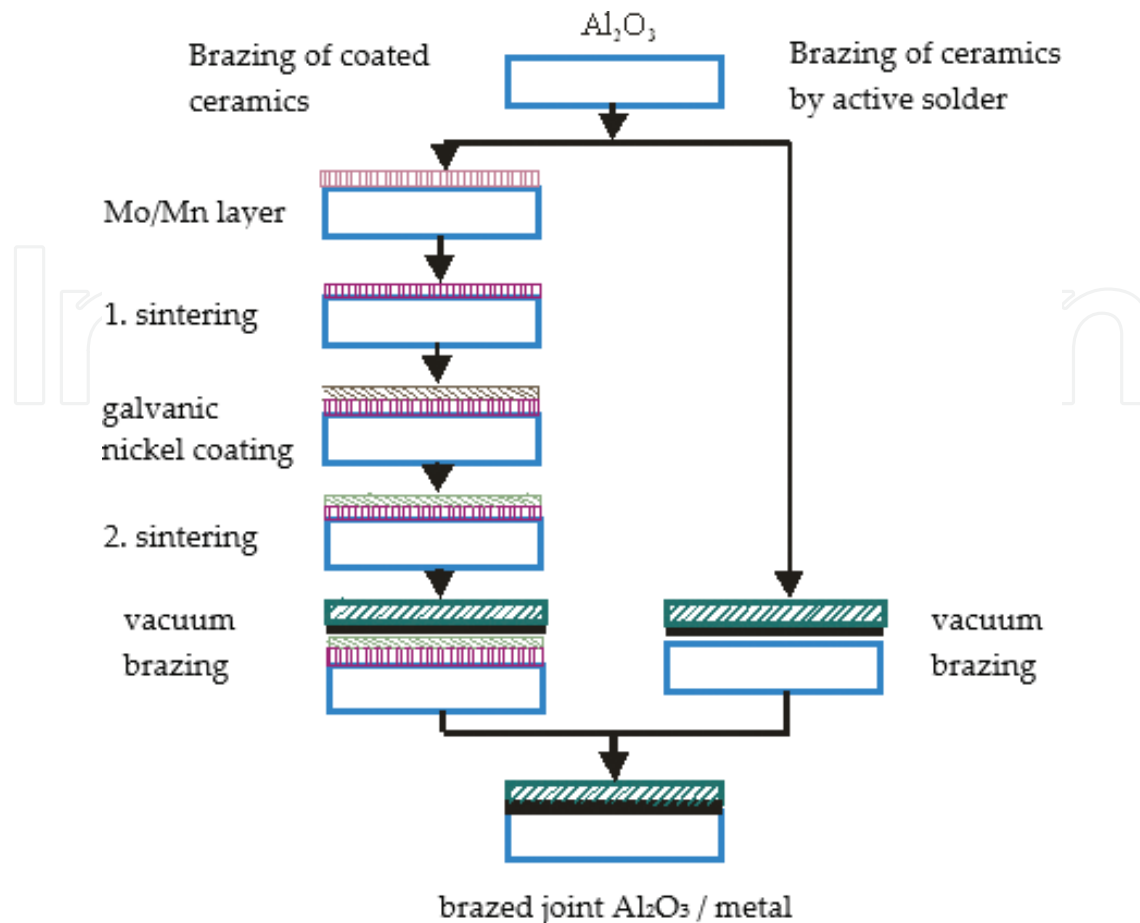 Al₂O₃
Brazing of coated
ceramics
Brazing of ceramics
by active solder
Mo/Mn layer
1. sintering
galvanic
nickel coating
2. sintering
vacuum
brazing
vacuum
brazing
brazed joint Al₂O₃ / metal